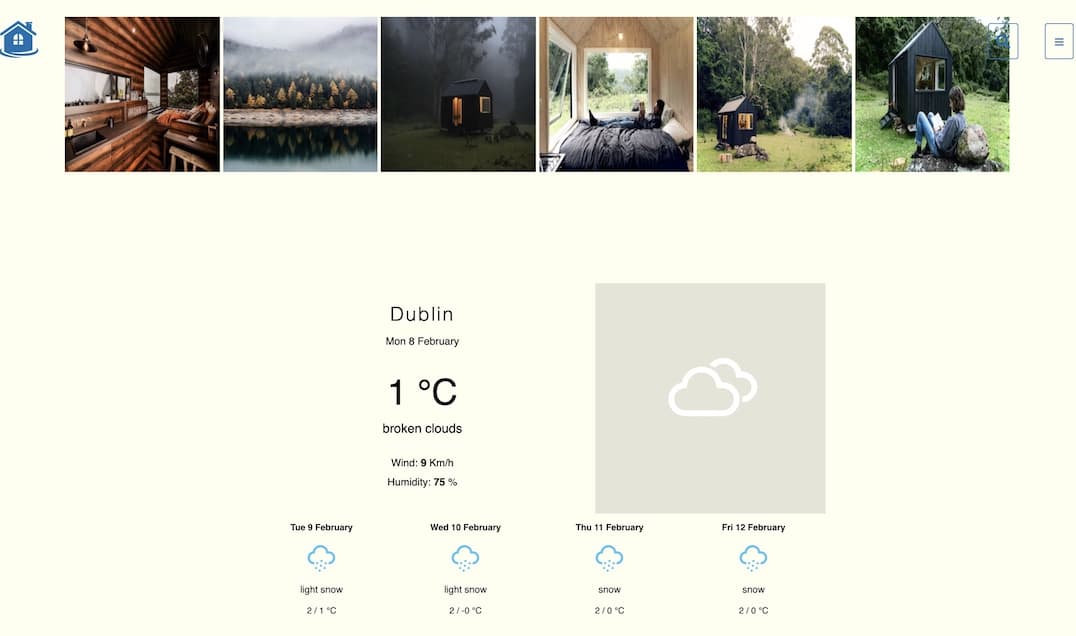 Dublin
Mon 8 February
1 °C
broken clouds
Wind: 9 Km/h
Humidity: 75 %
Tue 9 February
Wed 10 February
Thu 11 February
Fri 12 February
light snow
light snow
snow
snow
2 / 1 °C
2 / -0 °C
2 / 0 °C
2 / 0 °C